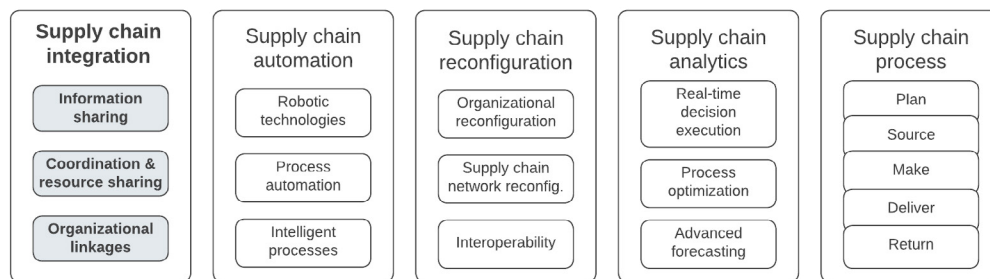 Supply chain
integration
Information
sharing
Coordination &
resource sharing
Organizational
linkages
Supply chain
automation
Robotic
technologies
Process
automation
Intelligent
processes
Supply chain
reconfiguration
Organizational
reconfiguration
Supply chain
network reconfig.
Interoperability
Supply chain
analytics
Real-time
decision
execution
Process
optimization
Advanced
forecasting
Supply chain
process
Plan
Source
Make
Deliver
Return